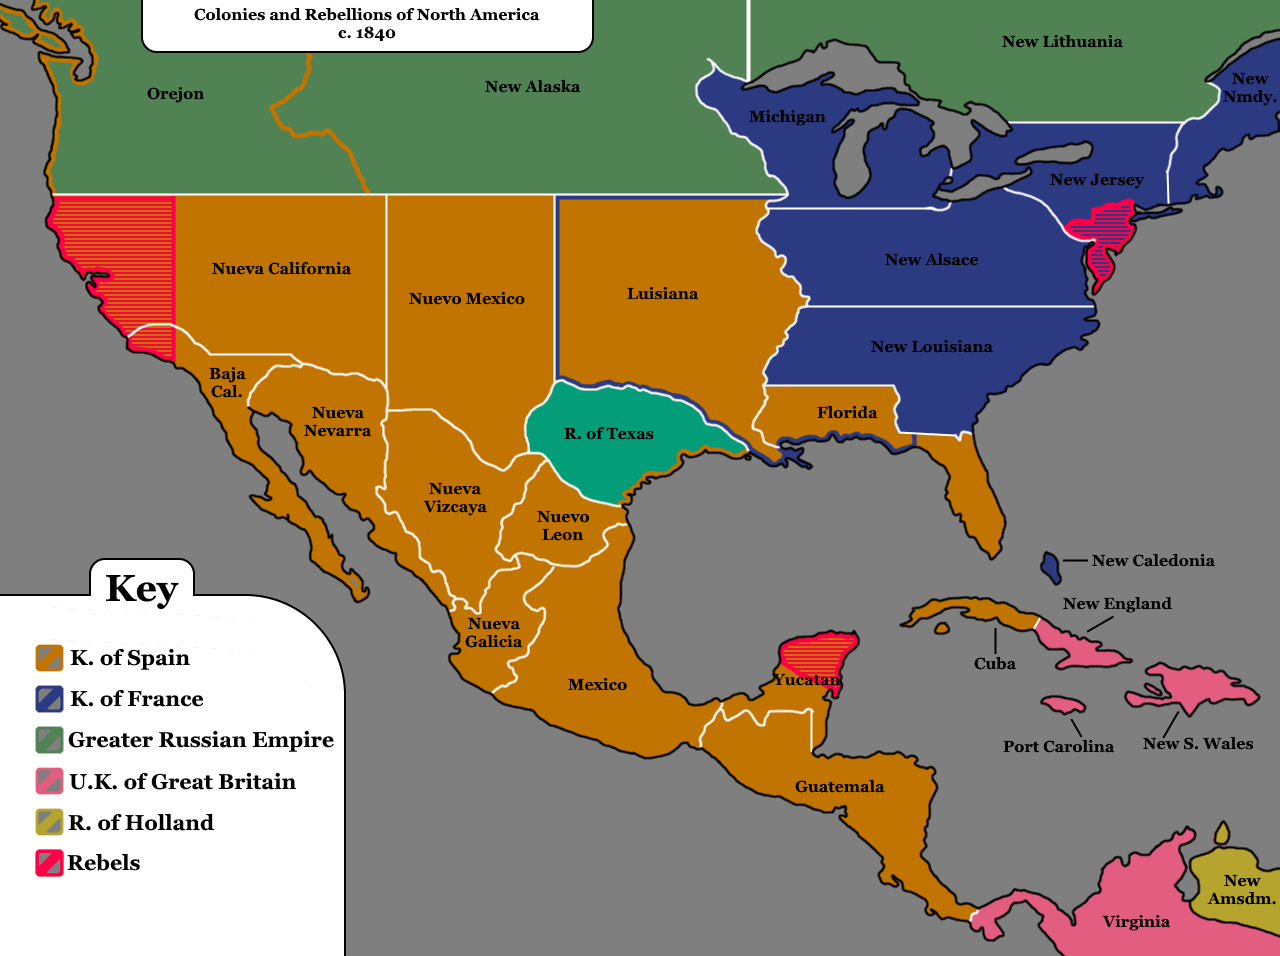 Colonies and Rebellions of North America
c. 1840
New Lithuania
Orejon
New Alaska
New
Nmdy.
Michigan
New Jersey
Nueva California
Nuevo Mexico
Luisiana
New Alsace
New Louisiana
Baja
Cal.
Nueva
Nevarra
Florida
R. of Texas
Nueva
Vizcaya
Nuevo
Leon
New Caledonia
New England
Nueva
Galicia
Cuba
Mexico
Yucatan
Port Carolina
New S. Wales
Guatemala
New
Amsdm.
Virginia
Key
K. of Spain
K. of France
Greater Russian Empire
U.K. of Great Britain
R. of Holland
Rebels